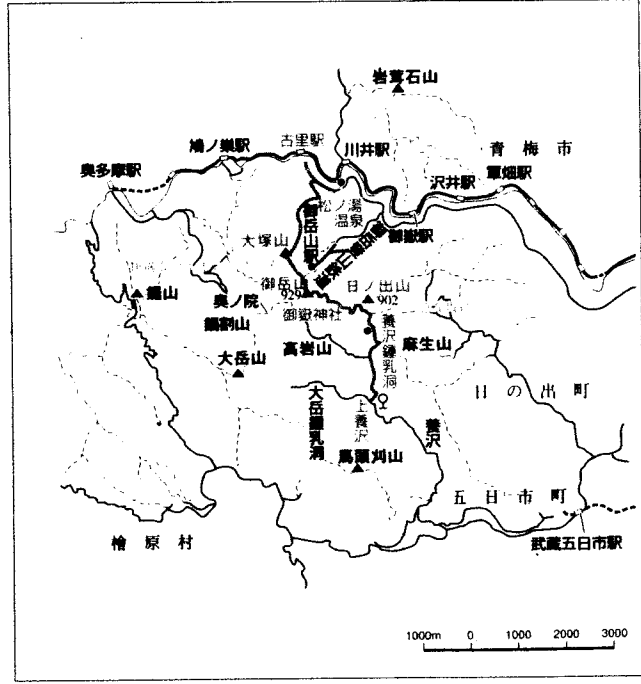 岩茸石山
鳩ノ巣駅
古里駅
川井駅
青梅市
奥多摩駅
沢井駅
軍畑駅
松ノ湯
温泉
御岳山駅
御嶽駅
大塚山
御岳山
929
日ノ出山
902
鋸山
奥ノ院
鍋割山
御嶽神社
養沢鍾乳洞
麻生山
高岩山
大岳山
日の出町
大岳鍾乳洞
上養沢
養沢
馬頭刈山
五日市町
檜原村
武蔵五日市駅
1000m 0 1000 2000 3000